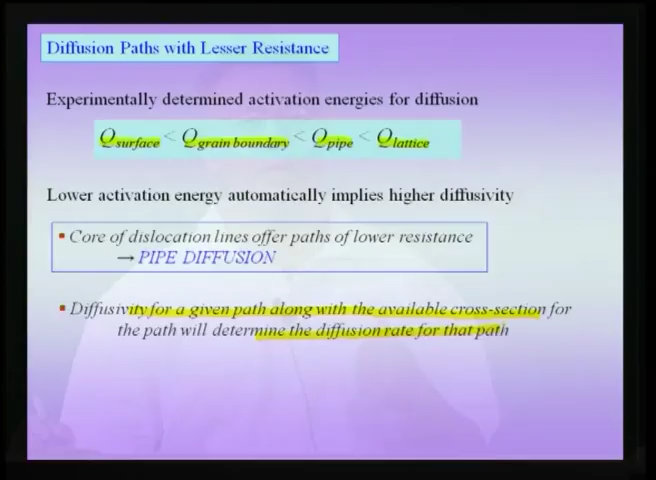 Diffusion Paths with Lesser Resistance
Experimentally determined activation energies for diffusion
Qsurface < Qgrain boundary < Qpipe < Qlattice
Lower activation energy automatically implies higher diffusivity
▪ Core of dislocation lines offer paths of lower resistance
→ PIPE DIFFUSION
▪ Diffusivity for a given path along with the available cross-section for
the path will determine the diffusion rate for that path